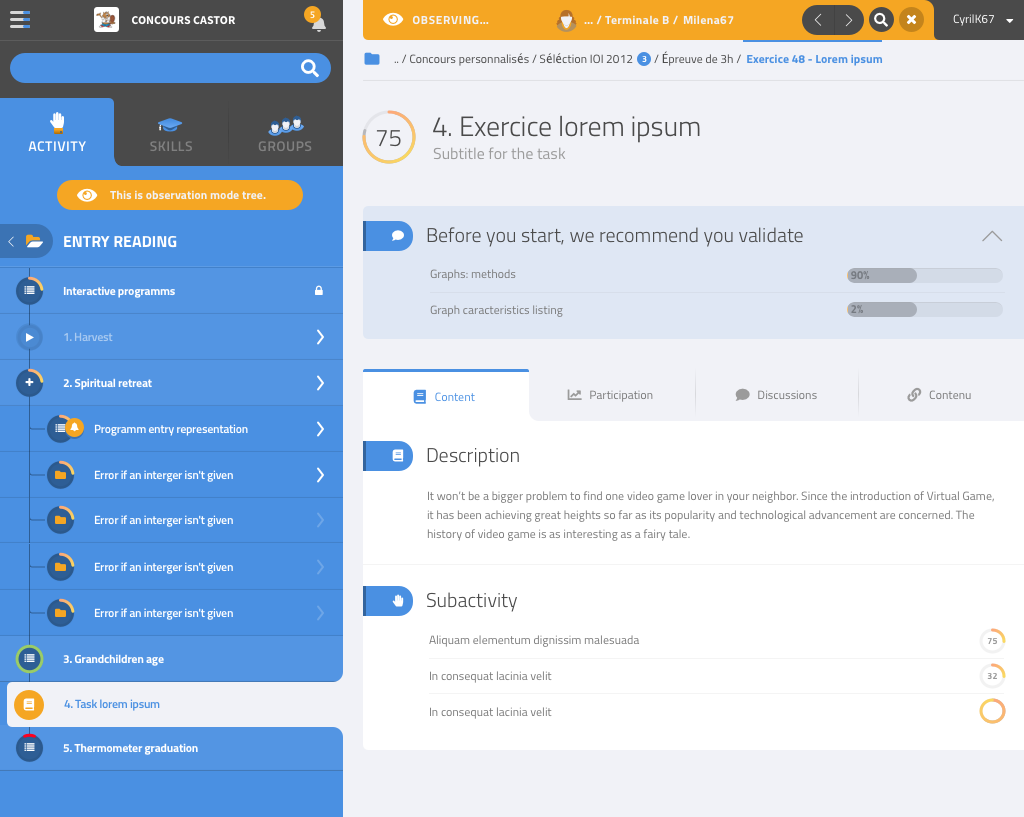 CONCOURS CASTOR
5
OBSERVING...
... / Terminale B / Milena67
CyrilK67
.. / Concours personnalisés / Séléction IOI 2012 3 / Épreuve de 3h / Exercice 48 - Lorem ipsum
ACTIVITY
SKILLS
GROUPS
This is observation mode tree.
ENTRY READING
Interactive programms
1. Harvest
2. Spiritual retreat
Programm entry representation
Error if an interger isn't given
Error if an interger isn't given
Error if an interger isn't given
Error if an interger isn't given
3. Grandchildren age
4. Task lorem ipsum
5. Thermometer graduation
75
4. Exercice lorem ipsum
Subtitle for the task
Before you start, we recommend you validate
Graphs: methods
90%
Graph caracteristics listing
2%
Content
Participation
Discussions
Contenu
Description
It won't be a bigger problem to find one video game lover in your neighbor. Since the introduction of Virtual Game,
it has been achieving great heights so far as its popularity and technological advancement are concerned. The
history of video game is as interesting as a fairy tale.
Subactivity
Aliquam elementum dignissim malesuada
75
In consequat lacinia velit
32
In consequat lacinia velit